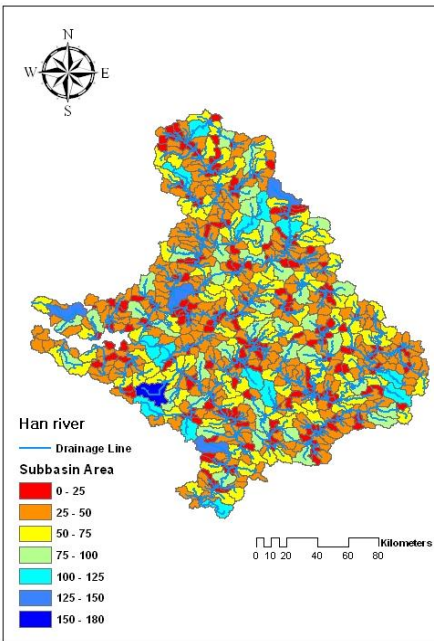 N
W E
S
Han river
Drainage Line
Subbasin Area
0 - 25
25 - 50
50 - 75
75 - 100
100 - 125
125 - 150
150 - 180
Kilometers
0 10 20 40 60 80